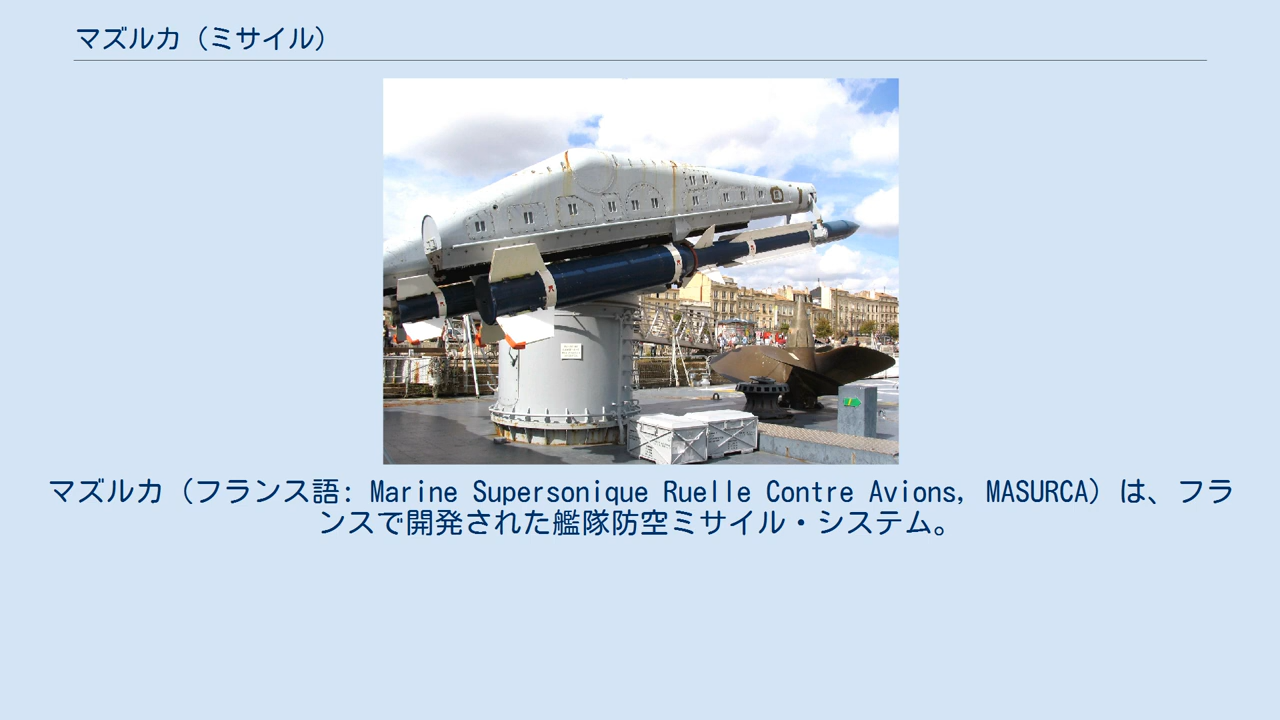 マズルカ（ミサイル）
マズルカ（フランス語: Marine Supersonique Ruelle Contre Avions, MASURCA）は、フラ
ンスで開発された艦隊防空ミサイル・システム。